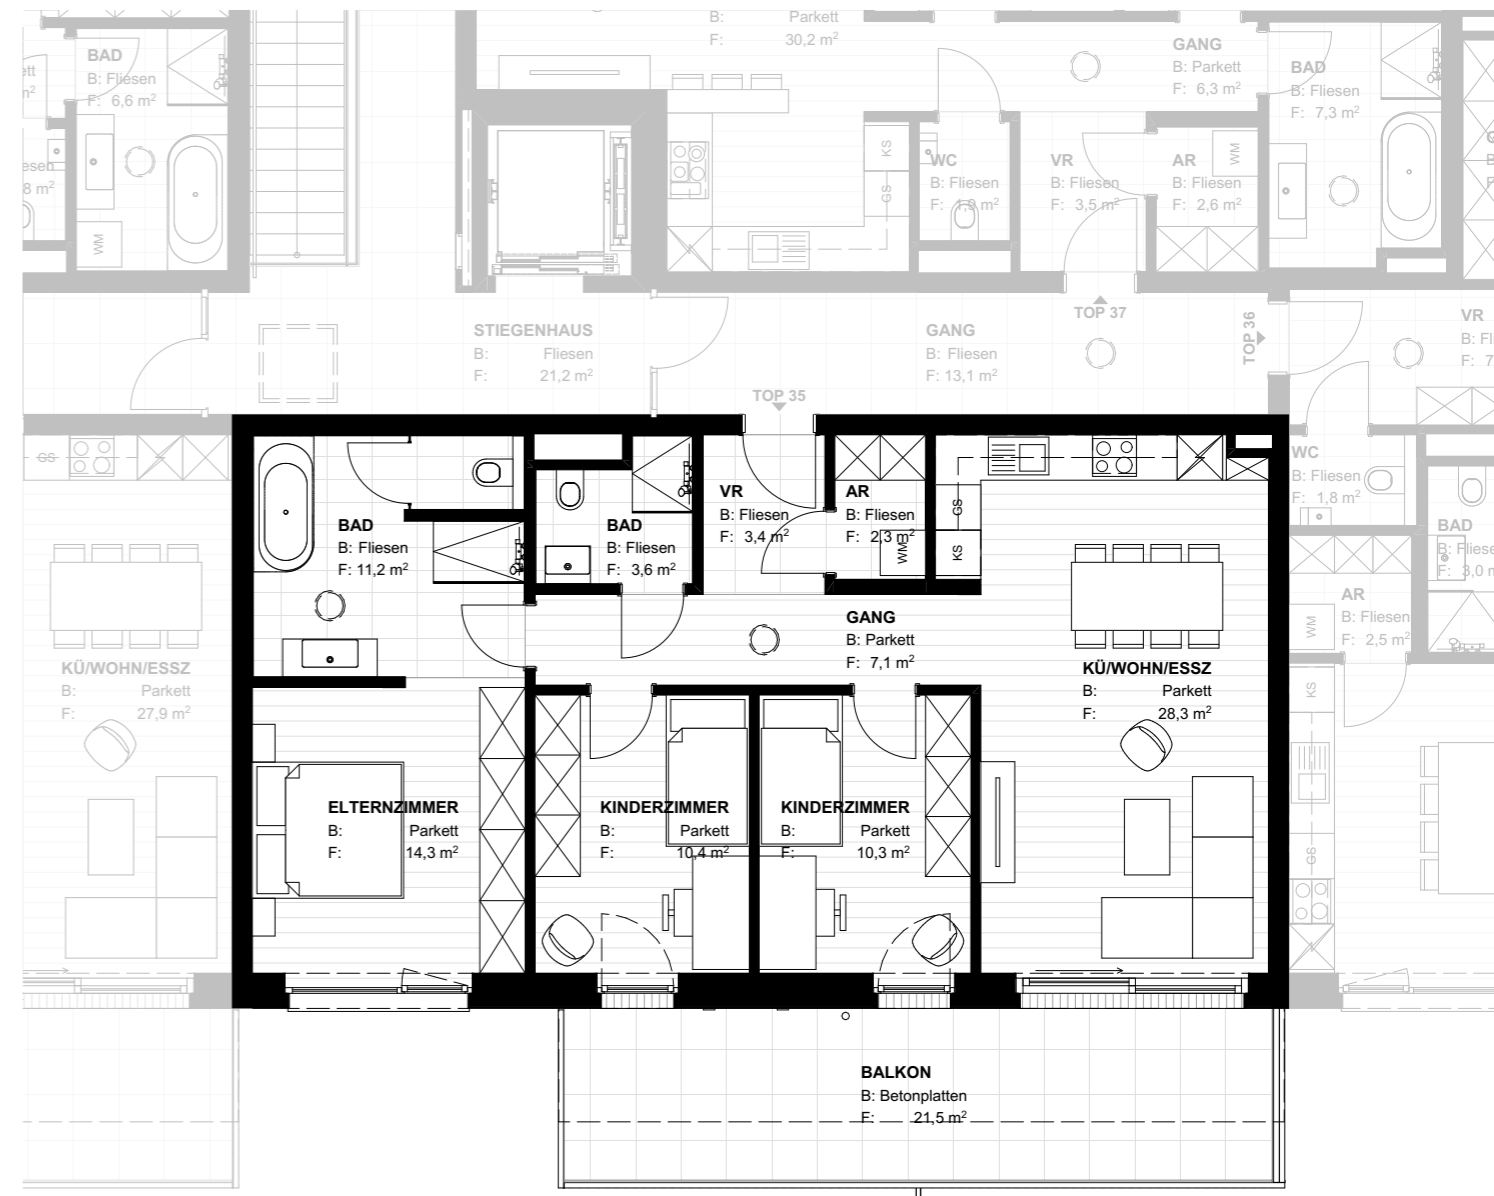 B: Parkett
F: 30,2 m²
BAD
B: Fliesen
F: 6,6 m²
WM
GANG
B: Parkett
F: 6,3 m²
BAD
B: Fliesen
F: 7,3 m²
KS
GS
WC
B: Fliesen
F: 1,9 m²
VR
B: Fliesen
F: 3,5 m²
AR
B: Fliesen
F: 2,6 m²
WM
STIEGENHAUS
B: Fliesen
F: 21,2 m²
GANG
B: Fliesen
F: 13,1 m²
TOP 37
TOP 36
TOP 35
VR
GS
BAD
B: Fliesen
F: 11,2 m²
BAD
B: Fliesen
F: 3,6 m²
VR
B: Fliesen
F: 3,4 m²
AR
B: Fliesen
F: 2,3 m²
WM
GS
KS
WC
B: Fliesen
F: 1,8 m²
BAD
AR
B: Fliesen
F: 2,5 m²
WM
KS
GS
GANG
B: Parkett
F: 7,1 m²
KÜ/WOHN/ESSZ
B: Parkett
F: 28,3 m²
KÜ/WOHN/ESSZ
B: Parkett
F: 27,9 m²
ELTERNZIMMER
B: Parkett
F: 14,3 m²
KINDERZIMMER
B: Parkett
F: 10,4 m²
KINDERZIMMER
B: Parkett
F: 10,3 m²
BALKON
B: Betonplatten
F: 21,5 m²